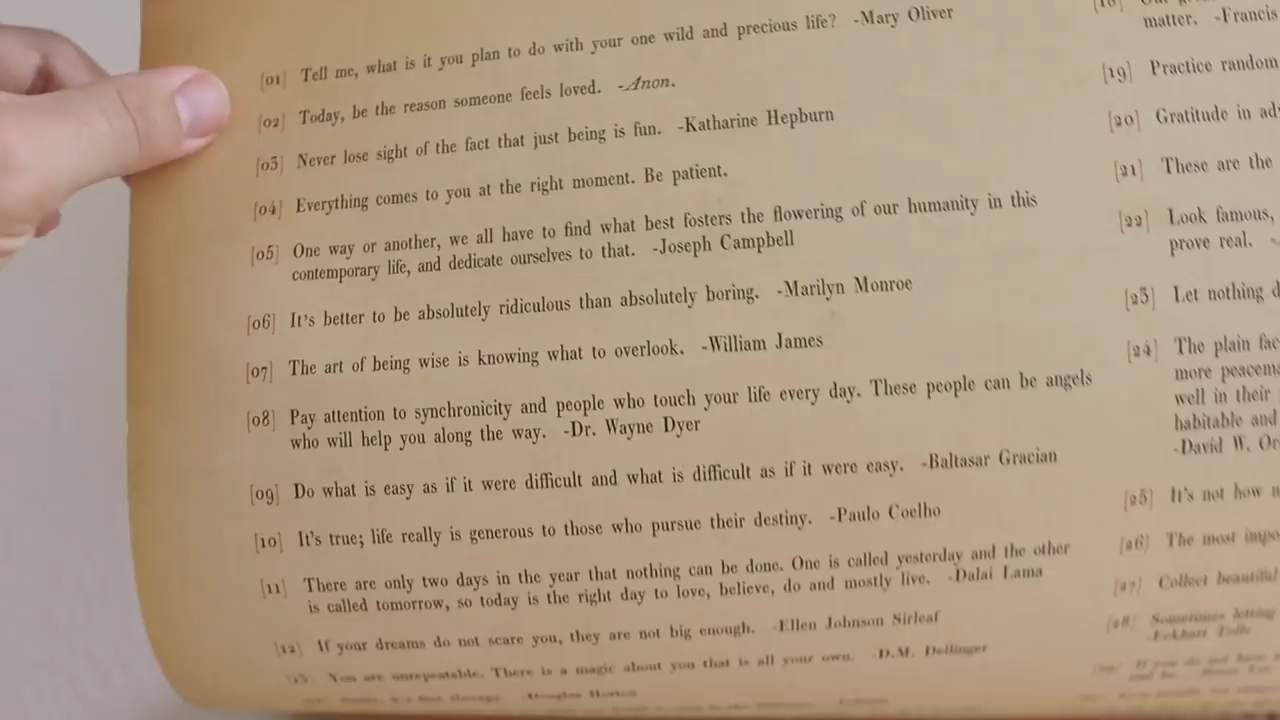 [01] Tell me, what is it you plan to do with your one wild and precious life? -Mary Oliver
[02] Today, be the reason someone feels loved. -Anon.
[03] Never lose sight of the fact that just being is fun. -Katharine Hepburn
[04] Everything comes to you at the right moment. Be patient.
[05] One way or another, we all have to find what best fosters the flowering of our humanity in this
contemporary life, and dedicate ourselves to that. -Joseph Campbell
[06] It's better to be absolutely ridiculous than absolutely boring. -Marilyn Monroe
[07] The art of being wise is knowing what to overlook. -William James
[08] Pay attention to synchronicity and people who touch your life every day. These people can be angels
who will help you along the way. -Dr. Wayne Dyer
[09] Do what is easy as if it were difficult and what is difficult as if it were easy. -Baltasar Gracian
[10] It's true; life really is generous to those who pursue their destiny. -Paulo Coelho
[11] There are only two days in the year that nothing can be done. One is called yesterday and the other
is called tomorrow, so today is the right day to love, believe, do and mostly live. -Dalai Lama
[12] If your dreams do not scare you, they are not big enough. -Ellen Johnson Sirleaf
[13] You are unrepeatable. There is a magic about you that is all your own. -D.M. Dellinger
-Douglas Horton
matter. -Francis
[19] Practice random
[20] Gratitude in
[21] These are the
[22] Look famous,
prove real.
[23] Let nothing
[24] The plain
more
well in their
habitable and
-David W.
[25] It's not how
[26] The most
[27] Collect beautiful
[28] Sometimes letting
-Eckhart Tolle